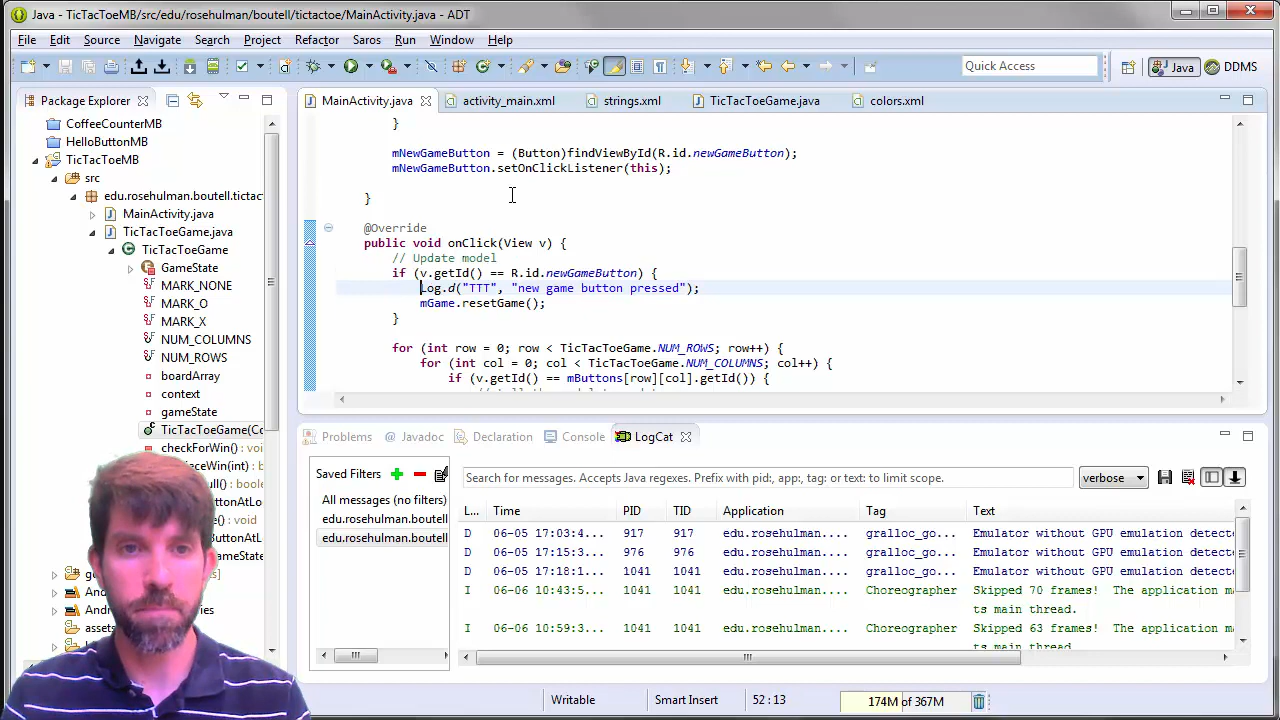 Java - TicTacToeMB/src/edu/rosehulman/boutell/tictactoe/MainActivity.java - ADT
File Edit Source Navigate Search Project Refactor Saros Run Window Help
Quick Access
Java
DDMS
Package Explorer
CoffeeCounterMB
HelloButtonMB
TicTacToeMB
src
edu.rosehulman.boutell.tictac
MainActivity.java
TicTacToeGame.java
TicTacToeGame
GameState
MARK_NONE
MARK_O
MARK_X
NUM_COLUMNS
NUM_ROWS
boardArray
context
gameState
TicTacToeGame(Co
checkForWin() : voi
ieceWin(int)
assets
MainActivity.java
activity_main.xml
strings.xml
TicTacToeGame.java
colors.xml
}
mNewGameButton = (Button)findViewById(R.id.newGameButton);
mNewGameButton.setOnClickListener(this);
}
@Override
public void onClick(View v) {
// Update model
if (v.getId() == R.id.newGameButton) {
Log.d("TTT", "new game button pressed");
mGame.resetGame();
}
for (int row = 0; row < TicTacToeGame.NUM_ROWS; row++) {
for (int col = 0; col < TicTacToeGame.NUM_COLUMNS; col++) {
if (v.getId() == mButtons[row][col].getId()) {
Problems
@ Javadoc
Declaration
Console
LogCat
Saved Filters
All messages (no filters)
edu.rosehulman.boutell
edu.rosehulman.boutell
Search for messages. Accepts Java regexes. Prefix with pid:, app:, tag: or text: to limit scope.
verbose
L... Time PID TID Application Tag Text
D 06-05 17:03:4... 917 917 edu.rosehulman.... gralloc_go... Emulator without GPU emulation detecte
D 06-05 17:15:3... 976 976 edu.rosehulman.... gralloc_go... Emulator without GPU emulation detecte
D 06-05 17:18:1... 1041 1041 edu.rosehulman.... gralloc_go... Emulator without GPU emulation detecte
I 06-06 10:43:5... 1041 1041 edu.rosehulman.... Choreographer Skipped 70 frames! The application ma
ts main thread.
I 06-06 10:59:3... 1041 1041 edu.rosehulman.... Choreographer Skipped 63 frames! The application ma
ts main thread.
Writable
Smart Insert
52:13
174M of 367M